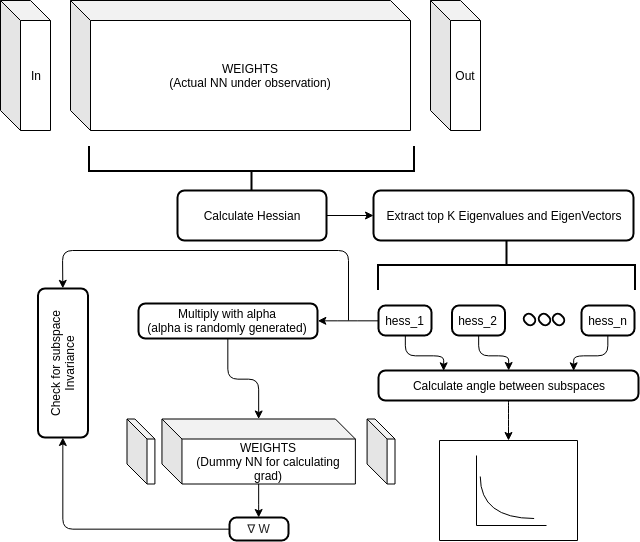 In
WEIGHTS
(Actual NN under observation)
Out
Calculate Hessian
Extract top K Eigenvalues and EigenVectors
Check for subspace
Invariance
Multiply with alpha
(alpha is randomly generated)
hess_1
hess_2
hess_n
Calculate angle between subspaces
WEIGHTS
(Dummy NN for calculating
grad)
∇ W